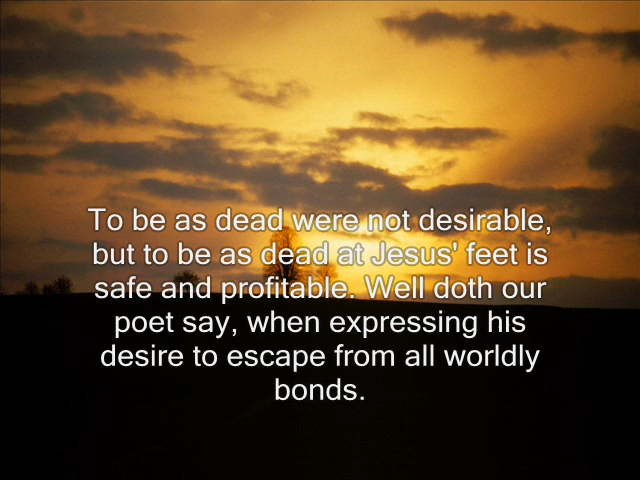 To be as dead were not desirable,
but to be as dead at Jesus' feet is
safe and profitable. Well doth our
poet say, when expressing his
desire to escape from all worldly
bonds.